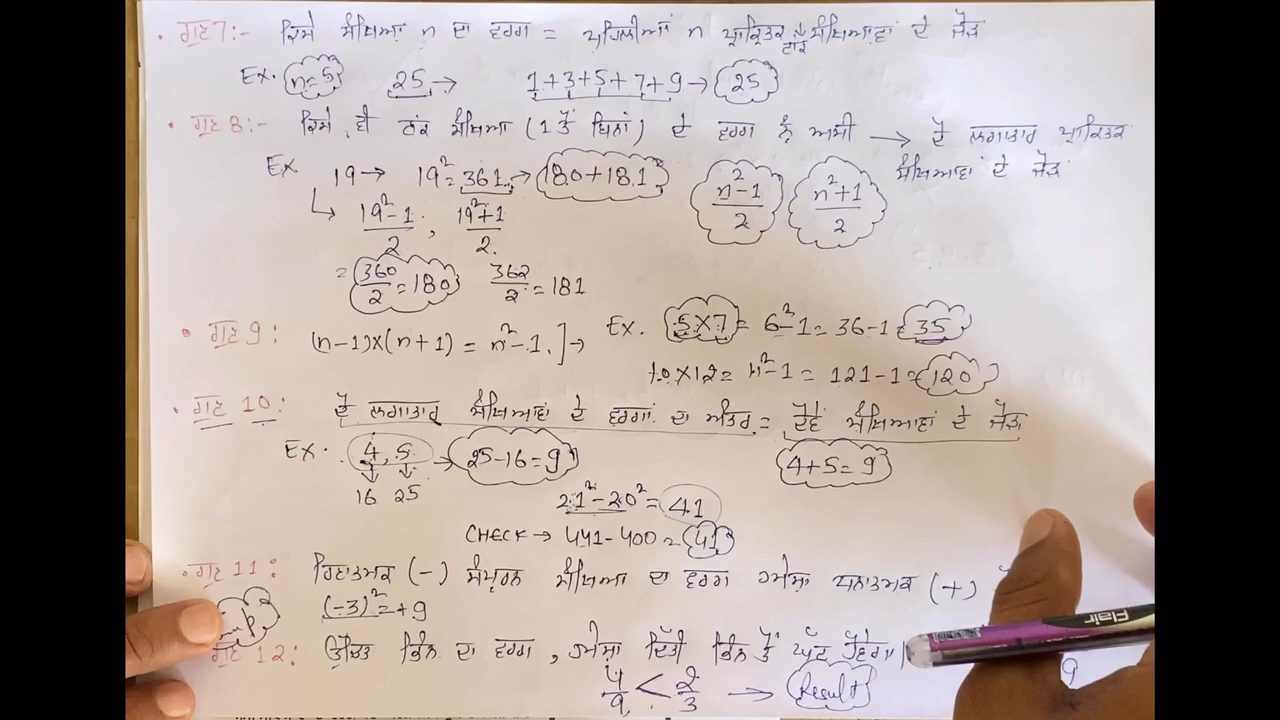 ਗੁਣ 7:- ਕਿਸੇ ਸੰਖਿਆ n ਦਾ ਵਰਗ = ਪਹਿਲੀਆਂ n ਪ੍ਰਾਕ੍ਰਿਤਕ ਟਾਂਕ ਸੰਖਿਆਵਾਂ ਦੇ ਜੋੜ
Ex. n=5 25 → 1+3+5+7+9 → 25
ਗੁਣ 8:- ਕਿਸੇ ਵੀ ਟਾਂਕ ਸੰਖਿਆ (1 ਤੋਂ ਬਿਨਾਂ) ਦੇ ਵਰਗ ਨੂੰ ਅਸੀਂ → ਦੋ ਲਗਾਤਾਰ ਪ੍ਰਾਕਿਤਕ
ਸੰਖਿਆਵਾਂ ਦੇ ਜੋੜ
Ex 19 → 19² = 361 → 180+181 n²-1/2 n²+1/2
↳ 19²-1/2 , 19²+1/2
= 360/2 = 180 362/2 = 181
ਗੁਣ 9: (n-1)×(n+1) = n²-1.] → Ex. 5×7 = 6²-1 = 36-1 = 35
10×12 = 11²-1 = 121-1 = 120
ਗੁਣ 10: ਦੋ ਲਗਾਤਾਰ ਸੰਖਿਆਵਾਂ ਦੇ ਵਰਗਾਂ ਦਾ ਅੰਤਰ = ਦੋਵੇਂ ਸੰਖਿਆਵਾਂ ਦੇ ਜੋੜ
Ex. 4, 5 → 25-16=9 4+5=9
16 25
21²-20² = 41
CHECK → 441-400 = 41
ਗੁਣ 11: ਰਿਣਾਤਮਕ (-) ਸੰਪੂਰਨ ਸੰਖਿਆ ਦਾ ਵਰਗ ਹਮੇਸ਼ਾ ਧਨਾਤਮਕ (+)
(-3)² = +9
ਗੁਣ 12: ਉਚਿਤ ਭਿੰਨ ਦਾ ਵਰਗ, ਹਮੇਸ਼ਾ ਦਿੱਤੀ ਭਿੰਨ ਤੋਂ ਘੱਟ ਹੋਵੇਗਾ।
4/9 < 2/3 → Result
9
Flair